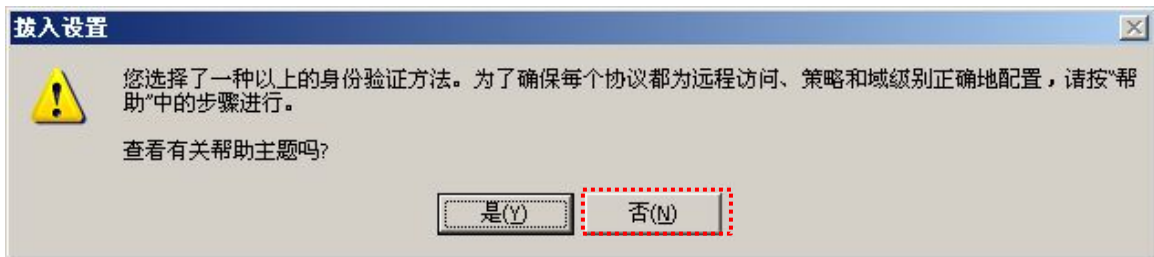 拨入设置
您选择了一种以上的身份验证方法。为了确保每个协议都为远程访问、策略和域级别正确地配置，请按“帮
助”中的步骤进行。
查看有关帮助主题吗?
是(Y) 否(N)